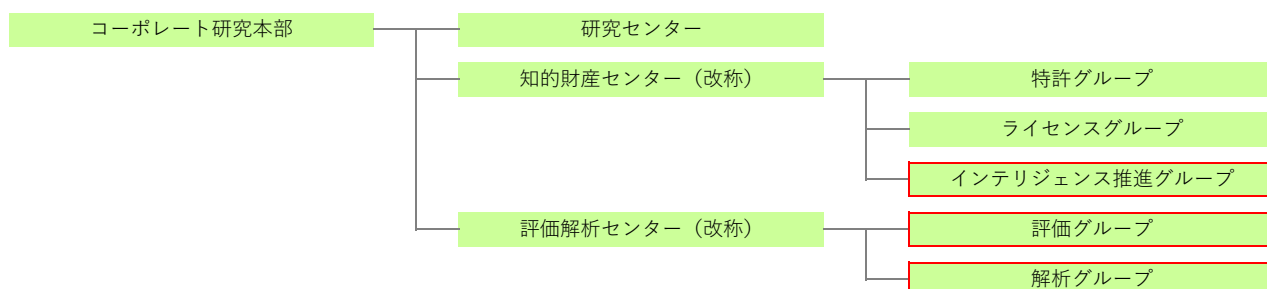 コーポレート研究本部
研究センター
知的財産センター（改称）
特許グループ
ライセンスグループ
インテリジェンス推進グループ
評価解析センター（改称）
評価グループ
解析グループ